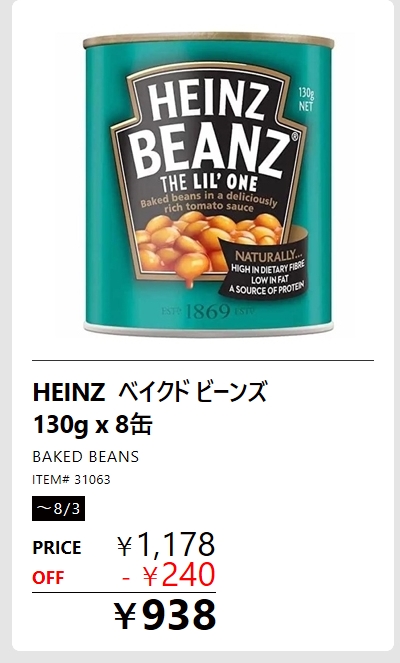 HEINZ
BEANZ®
THE LIL' ONE
Baked beans in a deliciously
rich tomato sauce
130g
NET
NATURALLY...
HIGH IN DIETARY FIBRE
LOW IN FAT
A SOURCE OF PROTEIN
ESTD 1869 ESTD
HEINZ ベイクド ビーンズ
130g x 8缶
BAKED BEANS
ITEM# 31063
～8/3
PRICE ￥1,178
OFF - ￥240
￥938